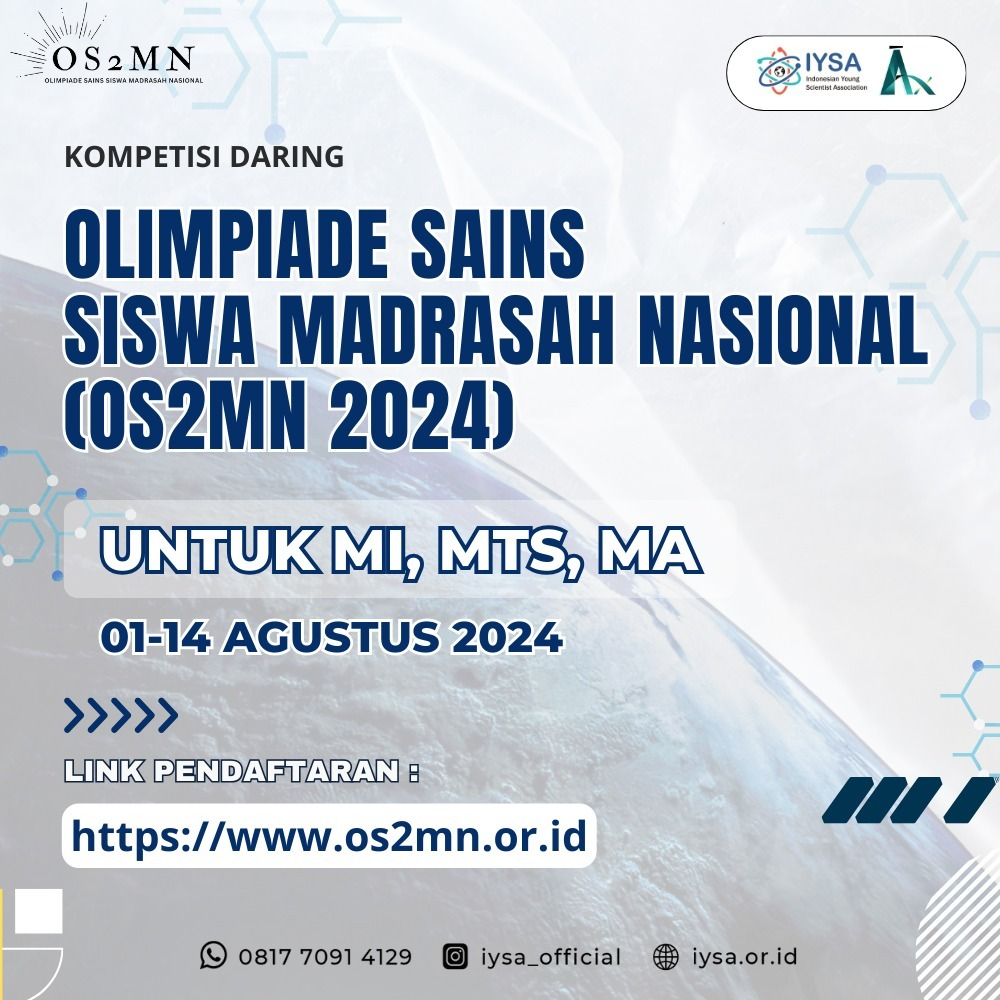 OS2MN
OLIMPIADE SAINS SISWA MADRASAH NASIONAL
IYSA
Indonesian Young
Scientist Association
KOMPETISI DARING
OLIMPIADE SAINS
SISWA MADRASAH NASIONAL
(OS2MN 2024)
UNTUK MI, MTS, MA
01-14 AGUSTUS 2024
LINK PENDAFTARAN :
https://www.os2mn.or.id
0817 7091 4129
iysa_official
iysa.or.id